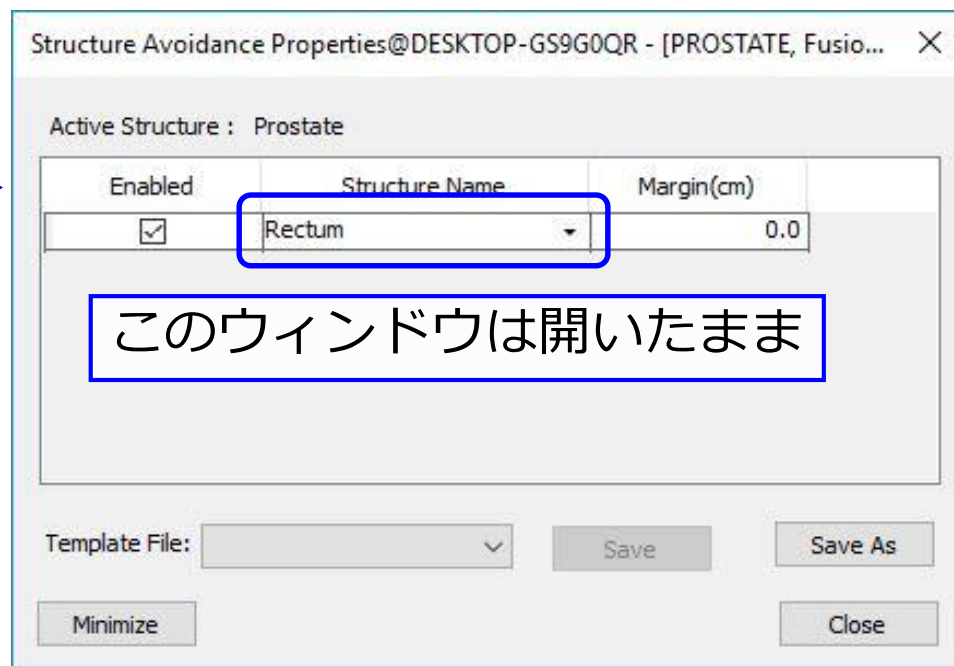 Structure Avoidance Properties@DESKTOP-GS9G0QR - [PROSTATE, Fusio...
Active Structure : Prostate
Enabled Structure Name Margin(cm)
Rectum 0.0
このウィンドウは開いたまま
Template File: Save Save As
Minimize Close